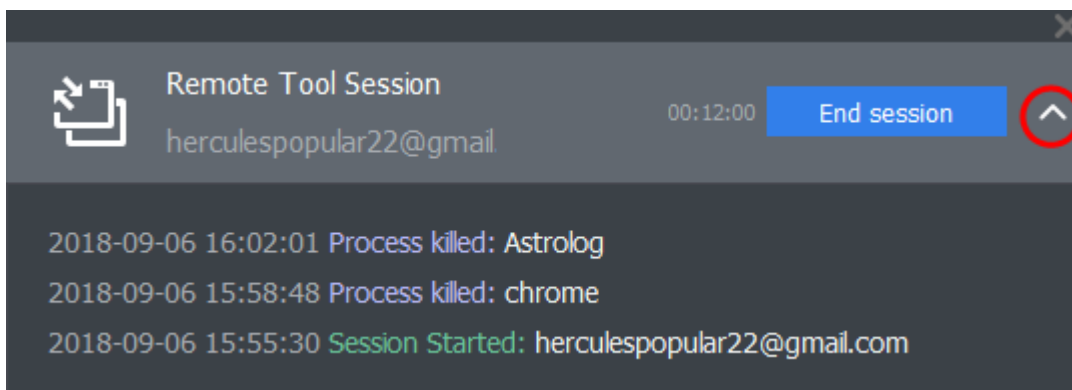 Remote Tool Session
herculespopular22@gmail.
00:12:00
End session
2018-09-06 16:02:01 Process killed: Astrolog
2018-09-06 15:58:48 Process killed: chrome
2018-09-06 15:55:30 Session Started: herculespopular22@gmail.com